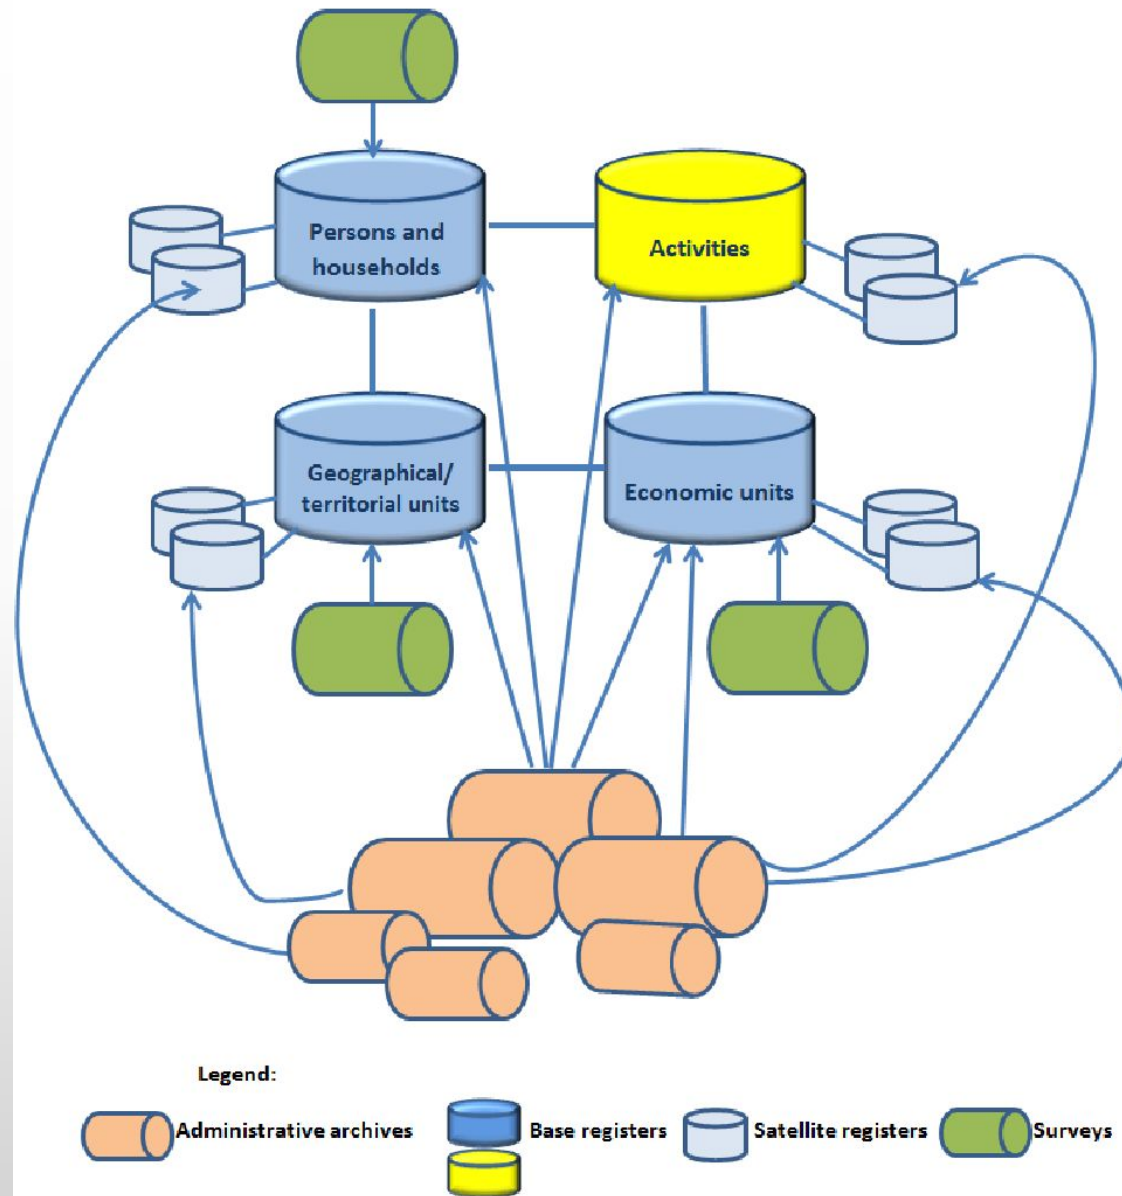 Persons and
households
Activities
Geographical/
territorial units
Economic units
Legend:
Administrative archives
Base registers
Satellite registers
Surveys